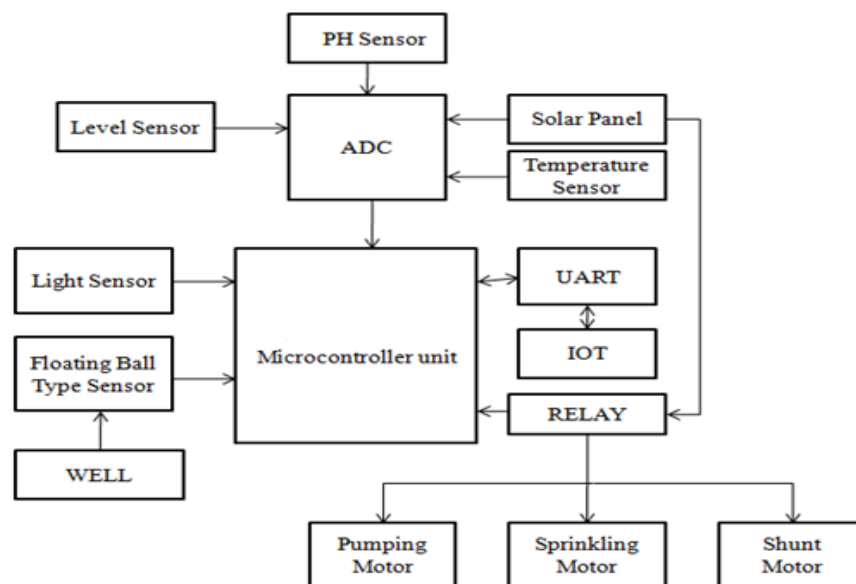 PH Sensor
Level Sensor
ADC
Solar Panel
Temperature
Sensor
Light Sensor
Microcontroller unit
UART
IOT
Floating Ball
Type Sensor
RELAY
WELL
Pumping
Motor
Sprinkling
Motor
Shunt
Motor